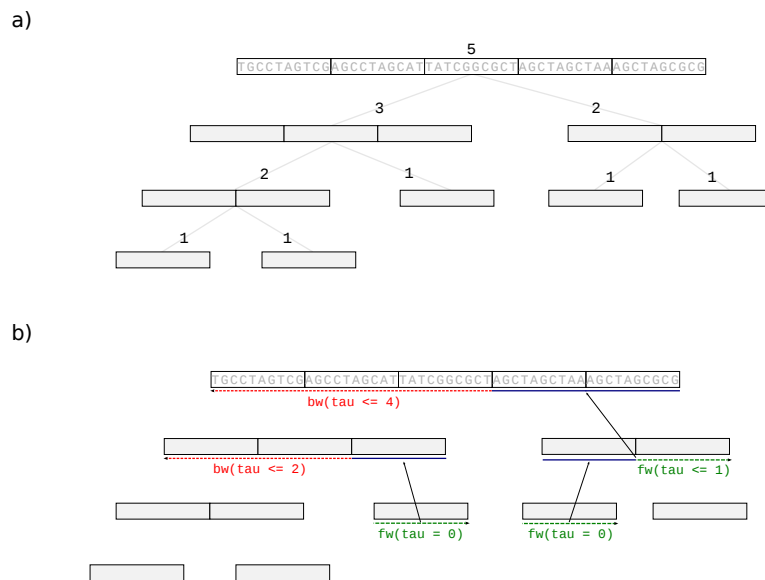 a)
5
TGCCTAGTCGAGCCTAGCATTATCGGCGCTAGCTAGCTAAAGCTAGCGCG
3 2
2 1 1 1
1 1
b)
TGCCTAGTCGAGCCTAGCATTATCGGCGCTAGCTAGCTAAAGCTAGCGCG
bw(tau <= 4)
bw(tau <= 2) fw(tau <= 1)
fw(tau = 0) fw(tau = 0)